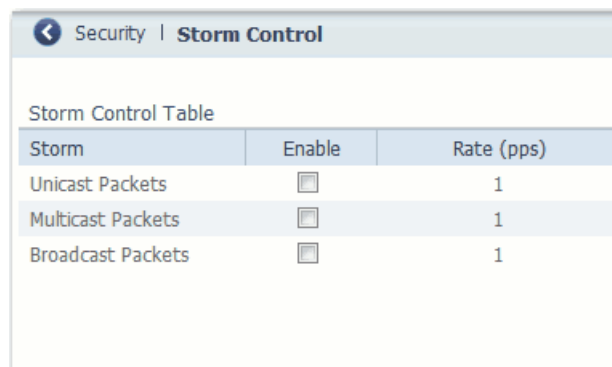 Security | Storm Control
Storm Control Table
Storm Enable Rate (pps)
Unicast Packets 1
Multicast Packets 1
Broadcast Packets 1